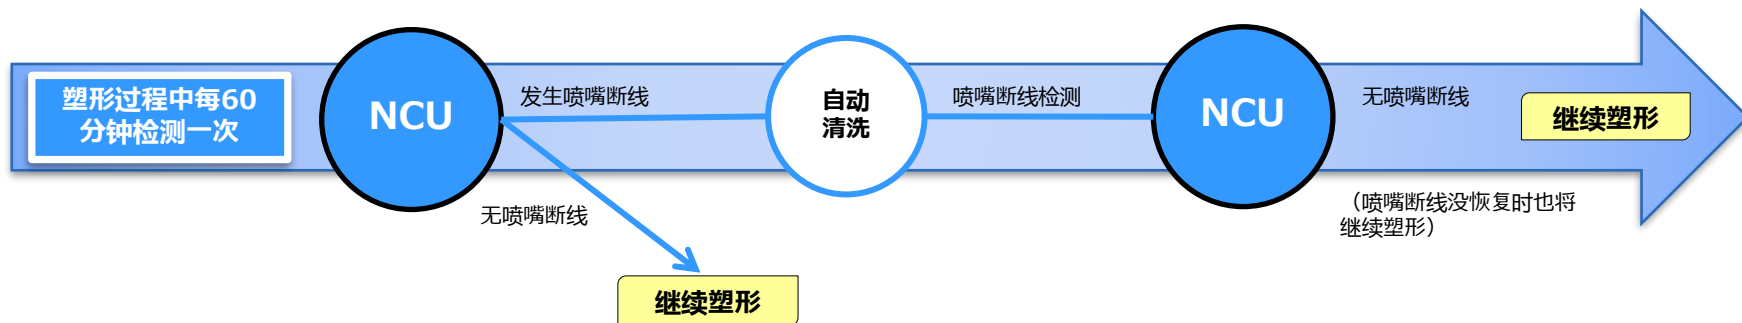 塑形过程中每60
分钟检测一次
NCU
发生喷嘴断线
自动
清洗
喷嘴断线检测
NCU
无喷嘴断线
继续塑形
无喷嘴断线
（喷嘴断线没恢复时也将
继续塑形）
继续塑形